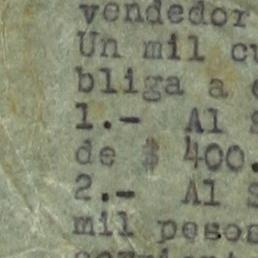 vendedor
Un mil cu
bliga a
1.- Al S
de $ 400.
2.- Al S
mil pesos